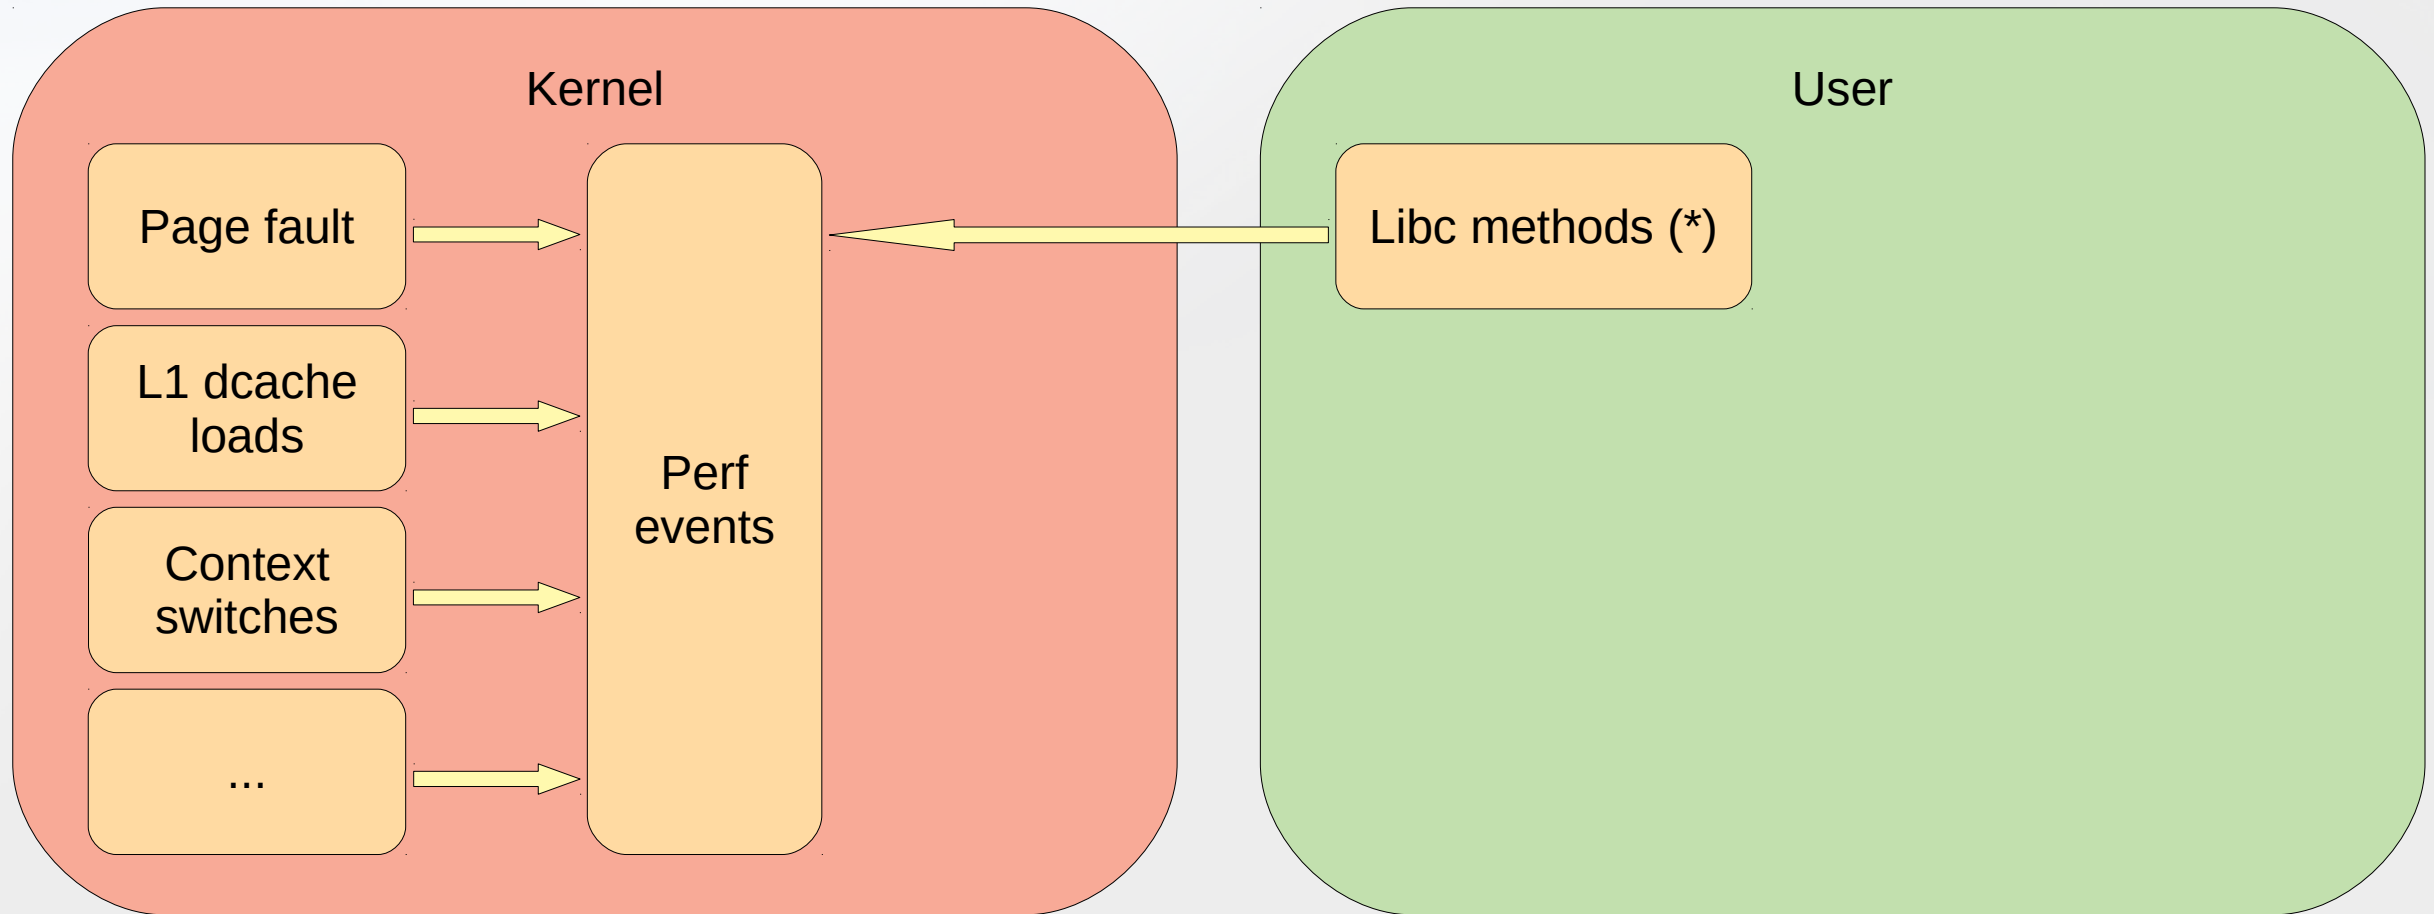 Kernel
User
Page fault
Libc methods (*)
L1 dcache
loads
Perf
events
Context
switches
...